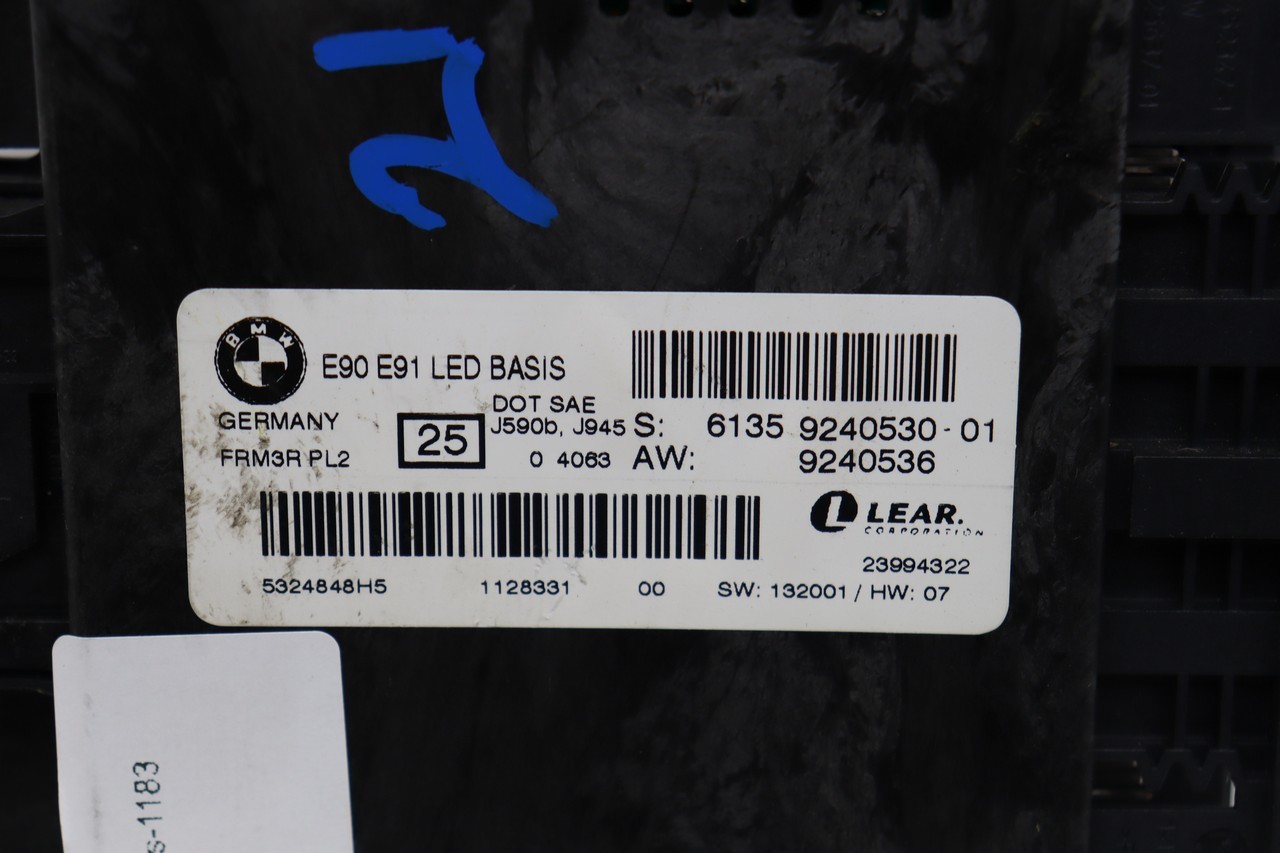 BMW
E90 E91 LED BASIS
GERMANY
FRM3R PL2
25
DOT SAE
J590b, J945
0 4063
S: 6135 9240530-01
AW: 9240536
LEAR.
CORPORATION
23994322
5324848H5 1128331 00 SW: 132001 / HW: 07
s-1183